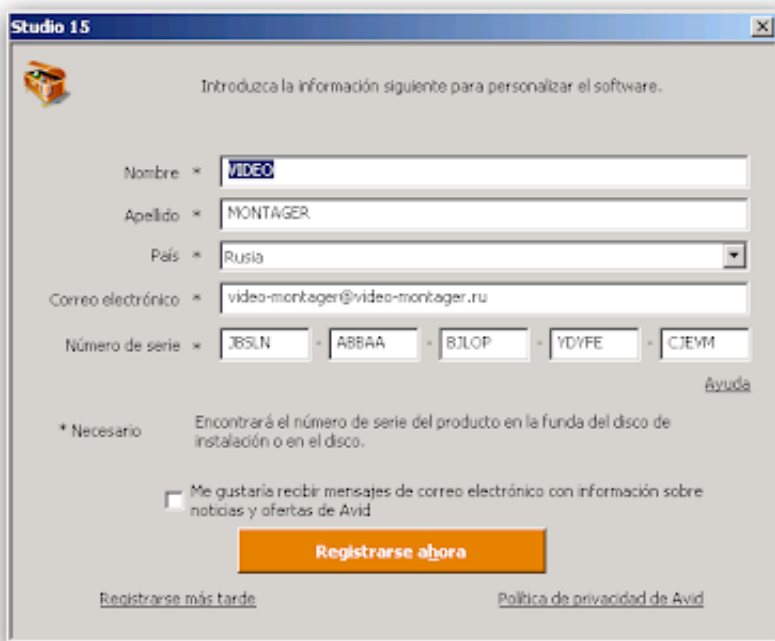 Studio 15
Introduzca la información siguiente para personalizar el software.
Nombre * VIDEO
Apellido * MONTAGER
País * Rusia
Correo electrónico * video-montager@video-montager.ru
Número de serie * JBSLN - ABBAA - BJLOP - YDYFE - CJEVM
Ayuda
* Necesario
Encontrará el número de serie del producto en la funda del disco de
instalación o en el disco.
Me gustaría recibir mensajes de correo electrónico con información sobre
noticias y ofertas de Avid
Registrarse ahora
Registrarse más tarde
Política de privacidad de Avid